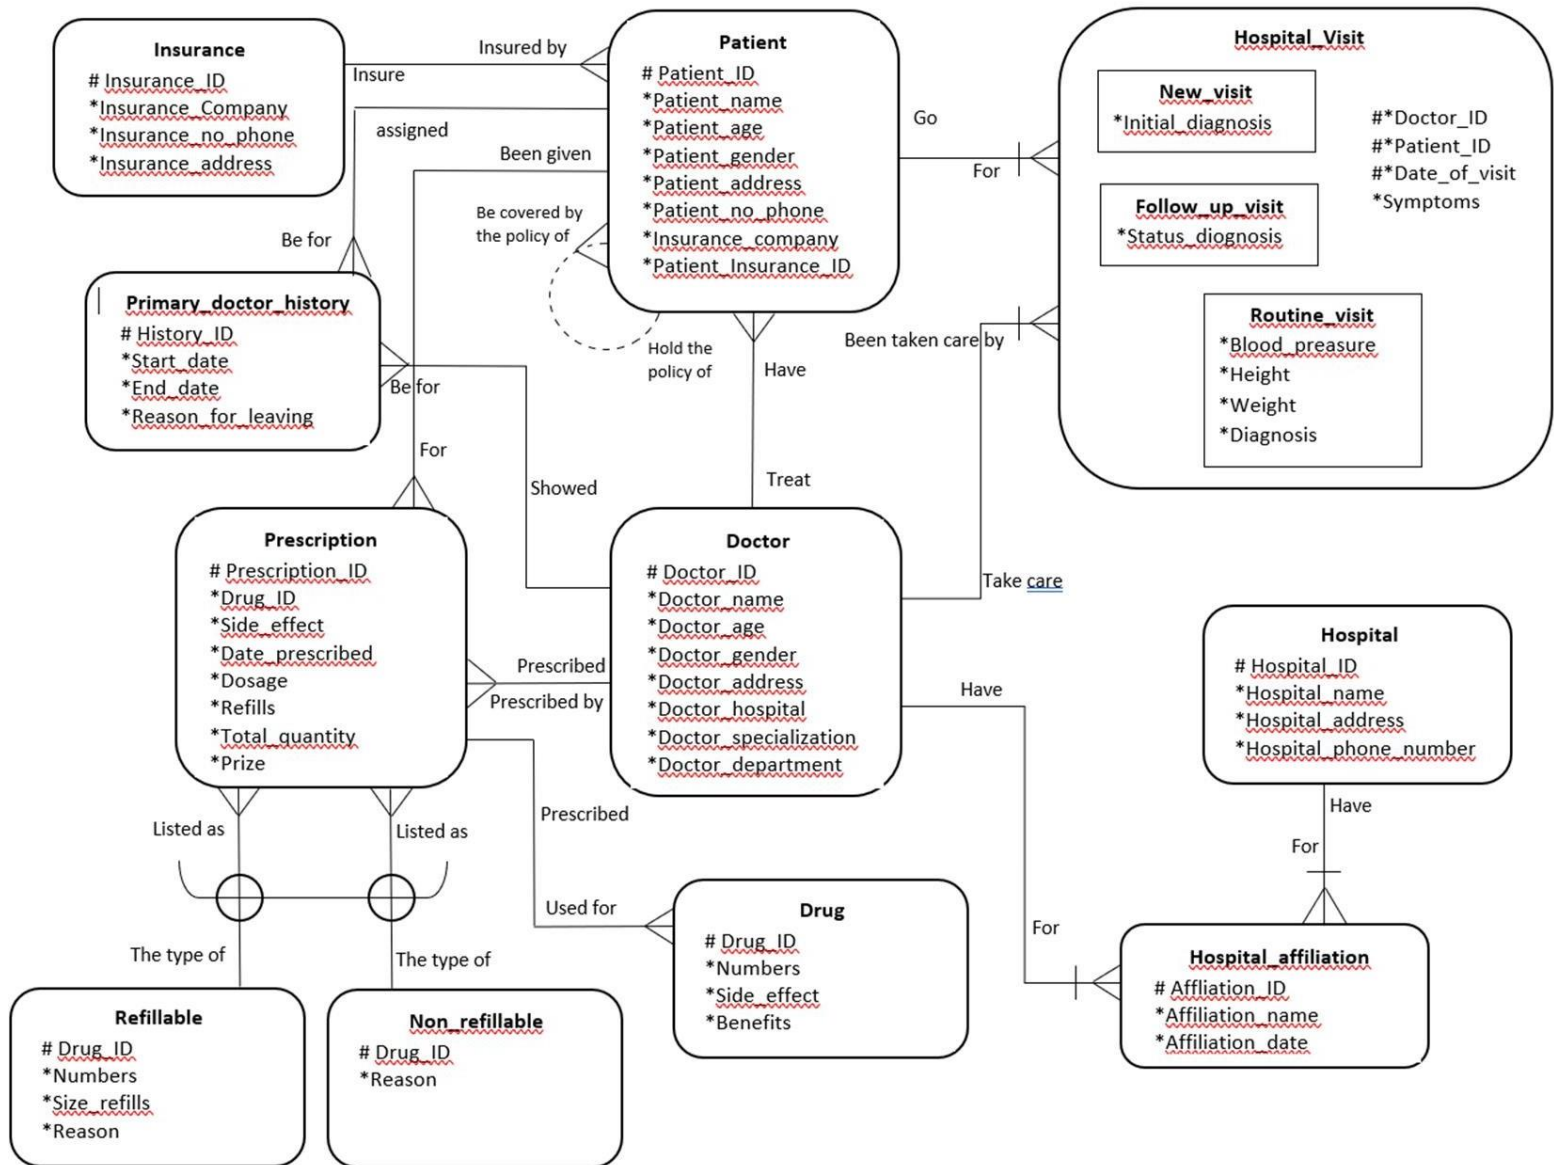 Insurance
# Insurance_ID
*Insurance_Company
*Insurance_no_phone
*Insurance_address
Insured by
Insure
Patient
# Patient_ID
*Patient_name
*Patient_age
*Patient_gender
*Patient_address
*Patient_no_phone
*Insurance_company
*Patient_Insurance_ID
Hospital_Visit
New_visit
*Initial_diagnosis
Follow_up_visit
*Status_diognosis
#*Doctor_ID
#*Patient_ID
#*Date_of_visit
*Symptoms
Routine_visit
*Blood_preasure
*Height
*Weight
*Diagnosis
Go
For
assigned
Been given
Be covered by
the policy of
Be for
Hold the
policy of
Have
Treat
Been taken care by
Take care
Primary_doctor_history
# History_ID
*Start_date
*End_date
*Reason_for_leaving
Be for
For
Showed
Prescription
# Prescription_ID
*Drug_ID
*Side_effect
*Date_prescribed
*Dosage
*Refills
*Total_quantity
*Prize
Prescribed
Prescribed by
Doctor
# Doctor_ID
*Doctor_name
*Doctor_age
*Doctor_gender
*Doctor_address
*Doctor_hospital
*Doctor_specialization
*Doctor_department
Have
For
Hospital
# Hospital_ID
*Hospital_name
*Hospital_address
*Hospital_phone_number
Have
For
Listed as
Listed as
Prescribed
Used for
The type of
The type of
Drug
# Drug_ID
*Numbers
*Side_effect
*Benefits
Hospital_affiliation
# Affliation_ID
*Affiliation_name
*Affiliation_date
Refillable
# Drug_ID
*Numbers
*Size_refills
*Reason
Non_refillable
# Drug_ID
*Reason